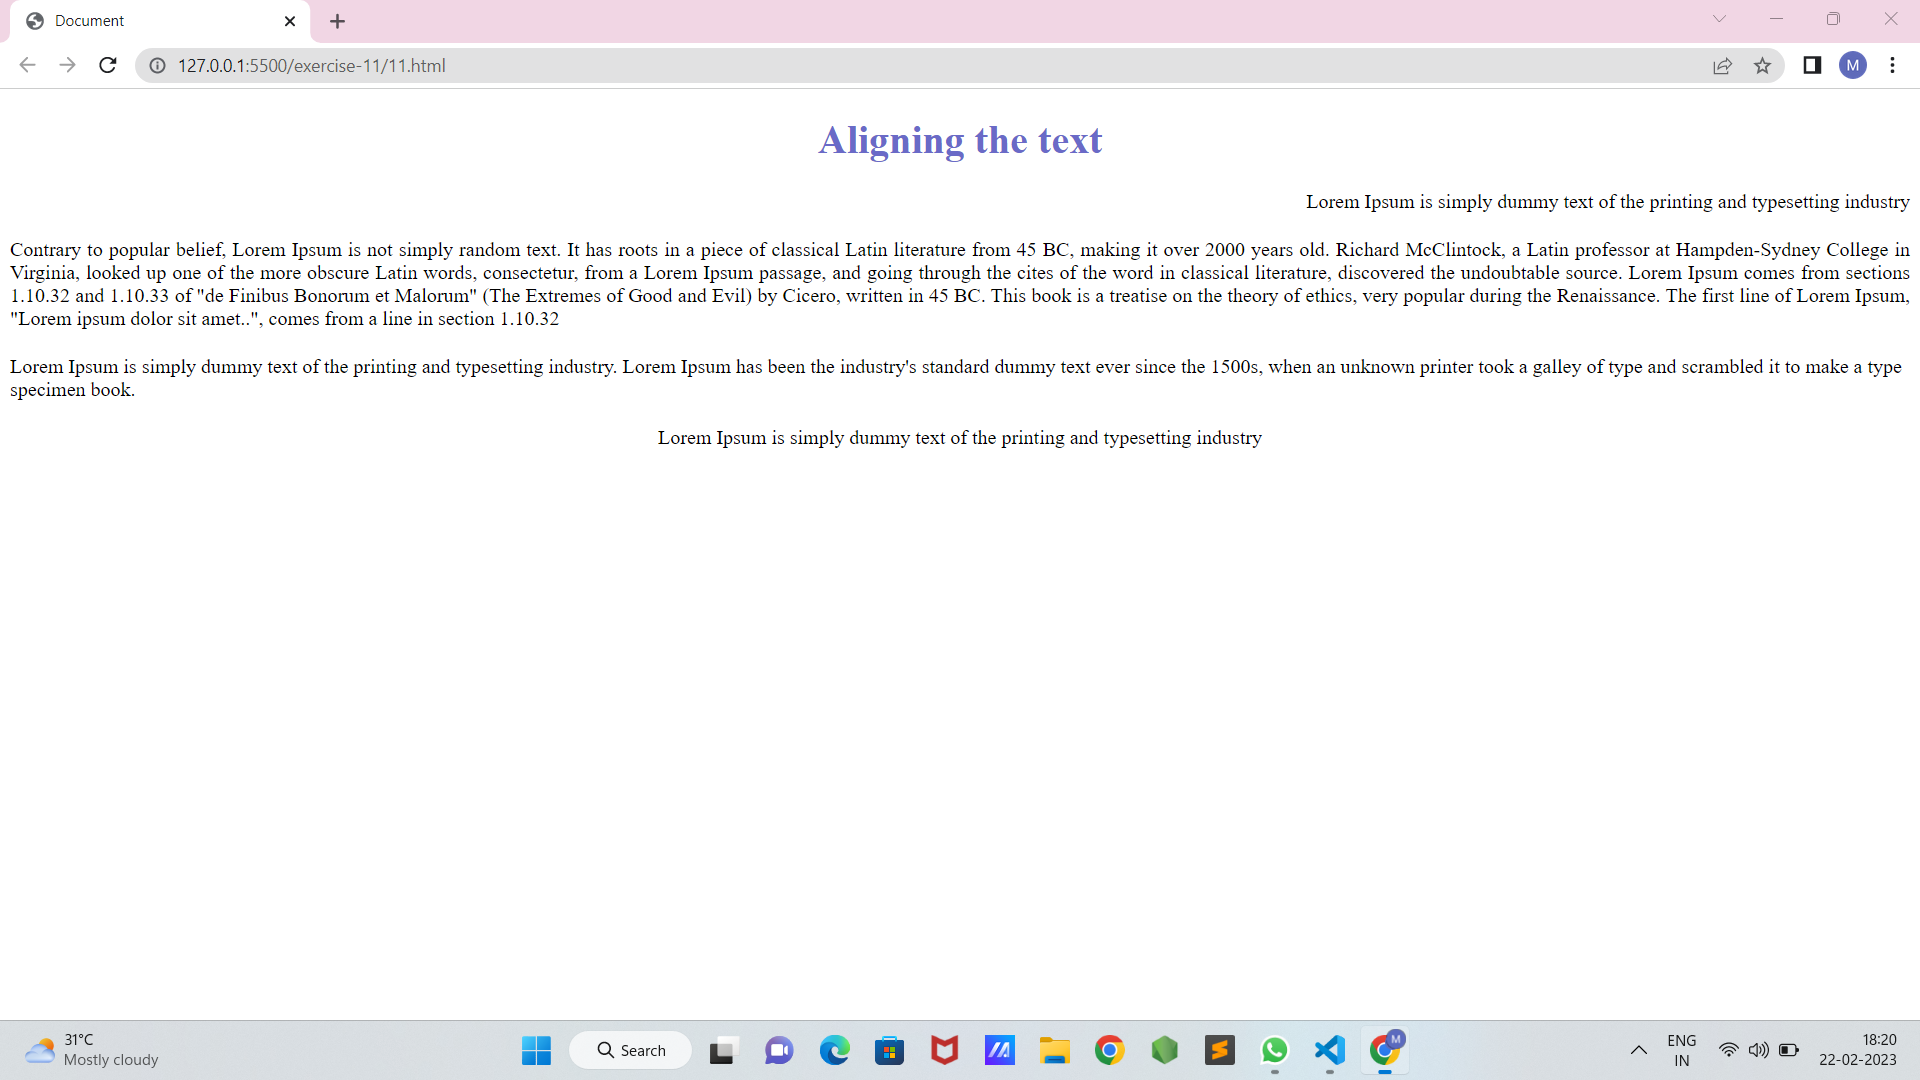 Document
127.0.0.1:5500/exercise-11/11.html
M
Aligning the text
Lorem Ipsum is simply dummy text of the printing and typesetting industry
Contrary to popular belief, Lorem Ipsum is not simply random text. It has roots in a piece of classical Latin literature from 45 BC, making it over 2000 years old. Richard McClintock, a Latin professor at Hampden-Sydney College in
Virginia, looked up one of the more obscure Latin words, consectetur, from a Lorem Ipsum passage, and going through the cites of the word in classical literature, discovered the undoubtable source. Lorem Ipsum comes from sections
1.10.32 and 1.10.33 of "de Finibus Bonorum et Malorum" (The Extremes of Good and Evil) by Cicero, written in 45 BC. This book is a treatise on the theory of ethics, very popular during the Renaissance. The first line of Lorem Ipsum,
"Lorem ipsum dolor sit amet..", comes from a line in section 1.10.32
Lorem Ipsum is simply dummy text of the printing and typesetting industry. Lorem Ipsum has been the industry's standard dummy text ever since the 1500s, when an unknown printer took a galley of type and scrambled it to make a type
specimen book.
Lorem Ipsum is simply dummy text of the printing and typesetting industry
31°C
Mostly cloudy
Search
M
ENG
IN
18:20
22-02-2023